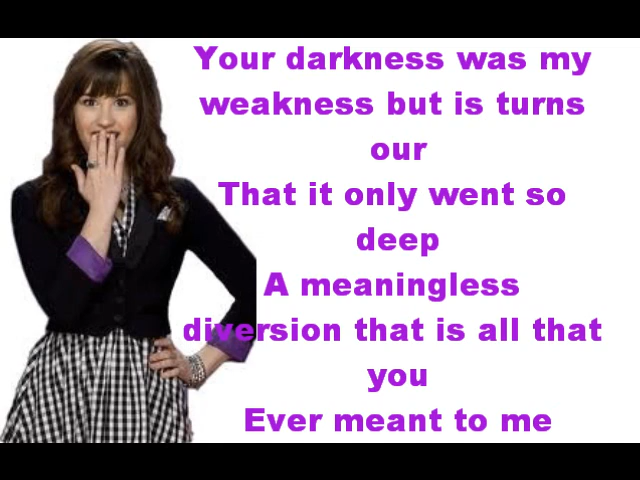 Your darkness was my
weakness but is turns
our
That it only went so
deep
A meaningless
diversion that is all that
you
Ever meant to me